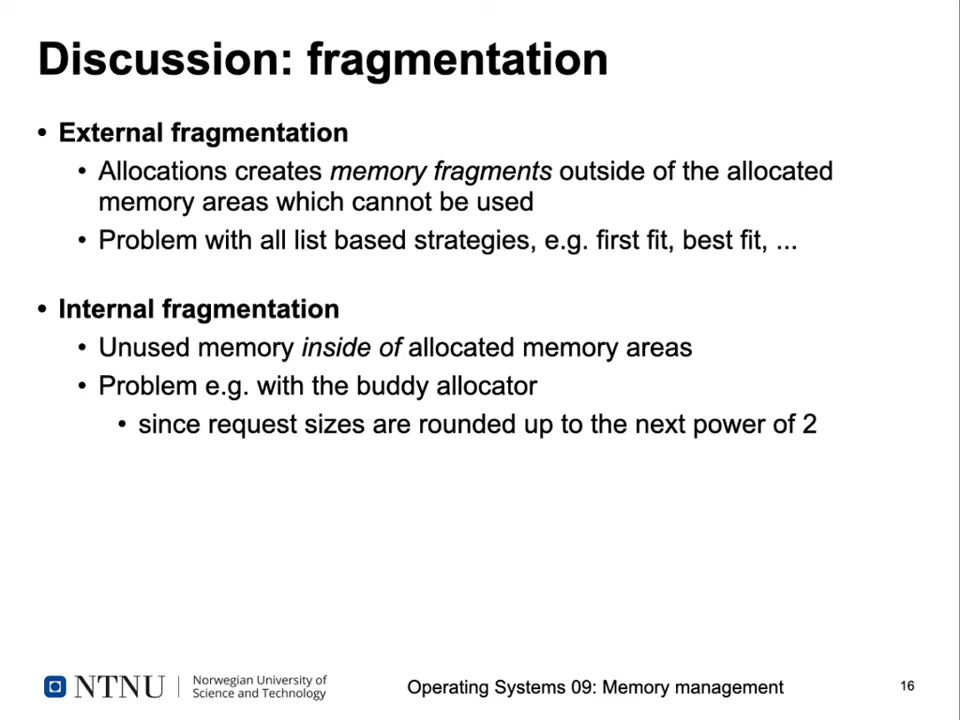 Discussion: fragmentation
• External fragmentation
• Allocations creates memory fragments outside of the allocated
memory areas which cannot be used
• Problem with all list based strategies, e.g. first fit, best fit, ...
• Internal fragmentation
• Unused memory inside of allocated memory areas
• Problem e.g. with the buddy allocator
• since request sizes are rounded up to the next power of 2
NTNU
Norwegian University of
Science and Technology
Operating Systems 09: Memory management
16